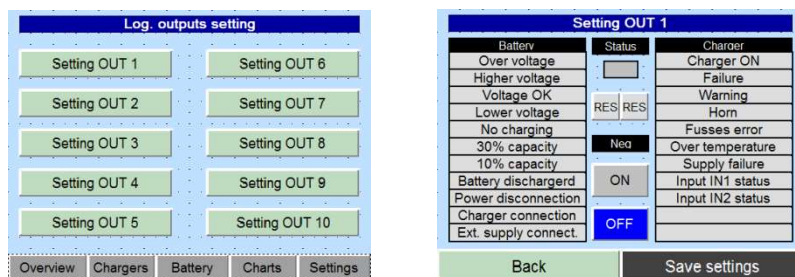 Log. outputs setting
Setting OUT 1
Setting OUT 6
Setting OUT 2
Setting OUT 7
Setting OUT 3
Setting OUT 8
Setting OUT 4
Setting OUT 9
Setting OUT 5
Setting OUT 10
Overview Chargers Battery Charts Settings
Setting OUT 1
Battery Status Charger
Over voltage Charger ON
Higher voltage Failure
Voltage OK Warning
Lower voltage RES RES Horn
No charging Fusses error
30% capacity Neg Over temperature
10% capacity Supply failure
Battery dischargerd ON Input IN1 status
Power disconnection Input IN2 status
Charger connection
Ext. supply connect. OFF
Back Save settings